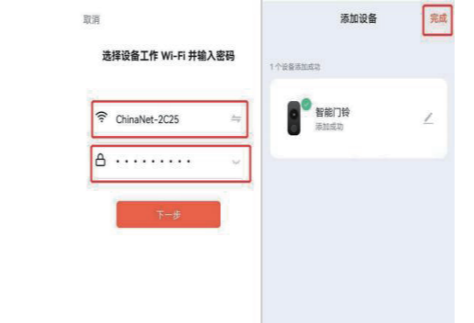 取消
选择设备工作 Wi-Fi 并输入密码
ChinaNet-2C25
下一步
添加设备
完成
1个设备添加成功
智能门铃
添加成功